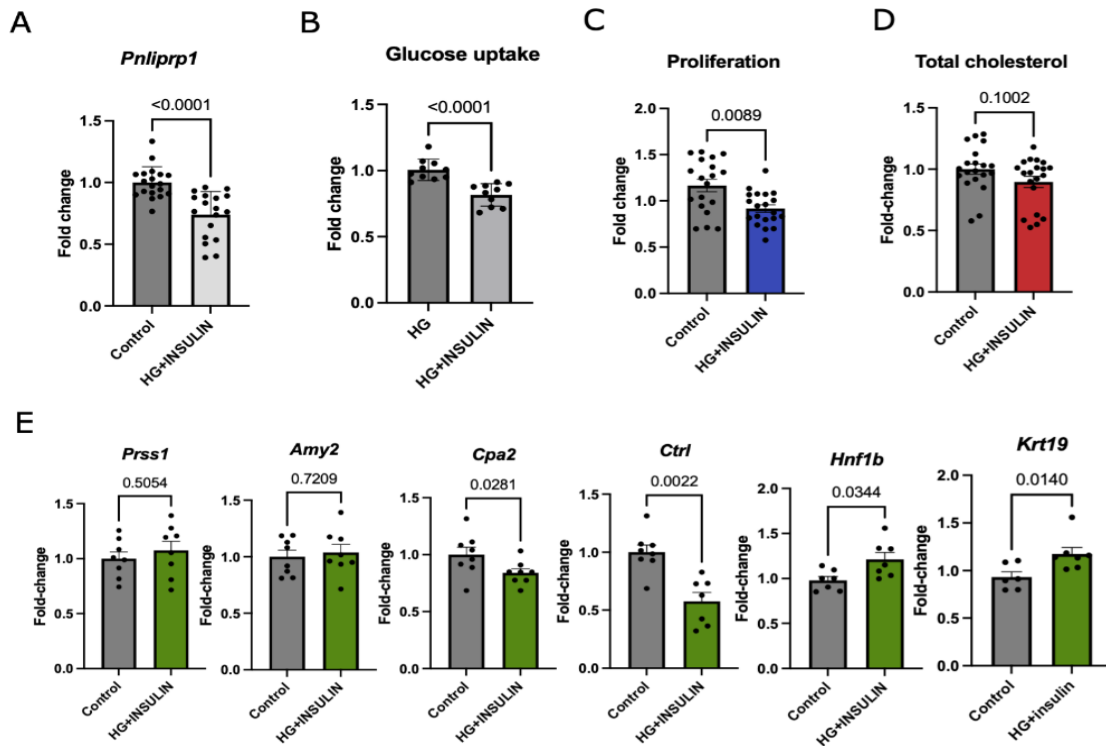 A
Pnliprp1
<0.0001
Fold change
1.5
1.0
0.5
0.0
Control
HG+INSULIN
B
Glucose uptake
<0.0001
Fold change
1.5
1.0
0.5
0.0
HG
HG+INSULIN
C
Proliferation
0.0089
Fold-change
2.0
1.5
1.0
0.5
0.0
Control
HG+INSULIN
D
Total cholesterol
0.1002
Fold-change
1.5
1.0
0.5
0.0
Control
HG+INSULIN
E
Prss1
0.5054
Fold-change
1.5
1.0
0.5
0.0
Control
HG+INSULIN
Amy2
0.7209
Fold-change
1.5
1.0
0.5
0.0
Control
HG+INSULIN
Cpa2
0.0281
Fold-change
1.5
1.0
0.5
0.0
Control
HG+INSULIN
Ctrl
0.0022
Fold-change
1.5
1.0
0.5
0.0
Control
HG+INSULIN
Hnf1b
0.0344
Fold-change
2.0
1.5
1.0
0.5
0.0
Control
HG+INSULIN
Krt19
0.0140
Fold-change
2.0
1.5
1.0
0.5
0.0
Control
HG+insulin